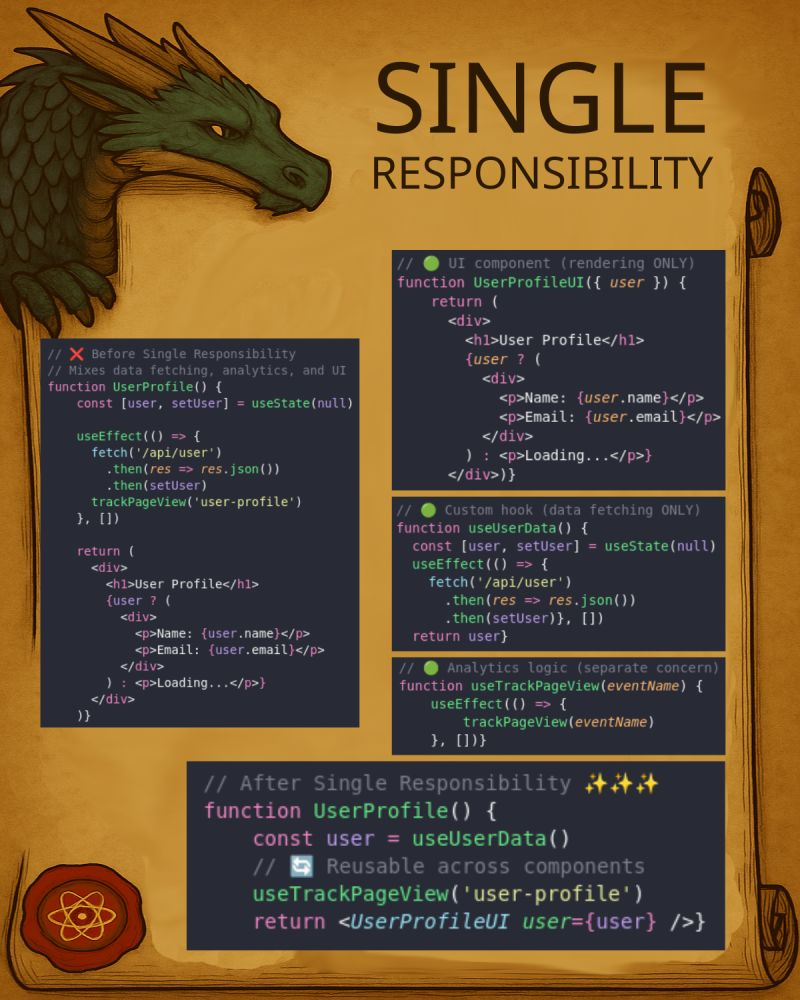 SINGLE
RESPONSIBILITY
// ❌ Before Single Responsibility
// Mixes data fetching, analytics, and UI
function UserProfile() {
    const [user, setUser] = useState(null)

    useEffect(() => {
      fetch('/api/user')
        .then(res => res.json())
        .then(setUser)
      trackPageView('user-profile')
    }, [])

    return (
      <div>
        <h1>User Profile</h1>
        {user ? (
          <div>
            <p>Name: {user.name}</p>
            <p>Email: {user.email}</p>
          </div>
        ) : <p>Loading...</p>}
      </div>
    )}
// 🟢 UI component (rendering ONLY)
function UserProfileUI({ user }) {
    return (
      <div>
        <h1>User Profile</h1>
        {user ? (
          <div>
            <p>Name: {user.name}</p>
            <p>Email: {user.email}</p>
          </div>
        ) : <p>Loading...</p>}
      </div>)}
// 🟢 Custom hook (data fetching ONLY)
function useUserData() {
  const [user, setUser] = useState(null)
  useEffect(() => {
    fetch('/api/user')
      .then(res => res.json())
      .then(setUser)}, [])
  return user}
// 🟢 Analytics logic (separate concern)
function useTrackPageView(eventName) {
    useEffect(() => {
        trackPageView(eventName)
    }, [])}
// After Single Responsibility ✨✨✨
function UserProfile() {
    const user = useUserData()
    // 🔄 Reusable across components
    useTrackPageView('user-profile')
    return <UserProfileUI user={user} />}